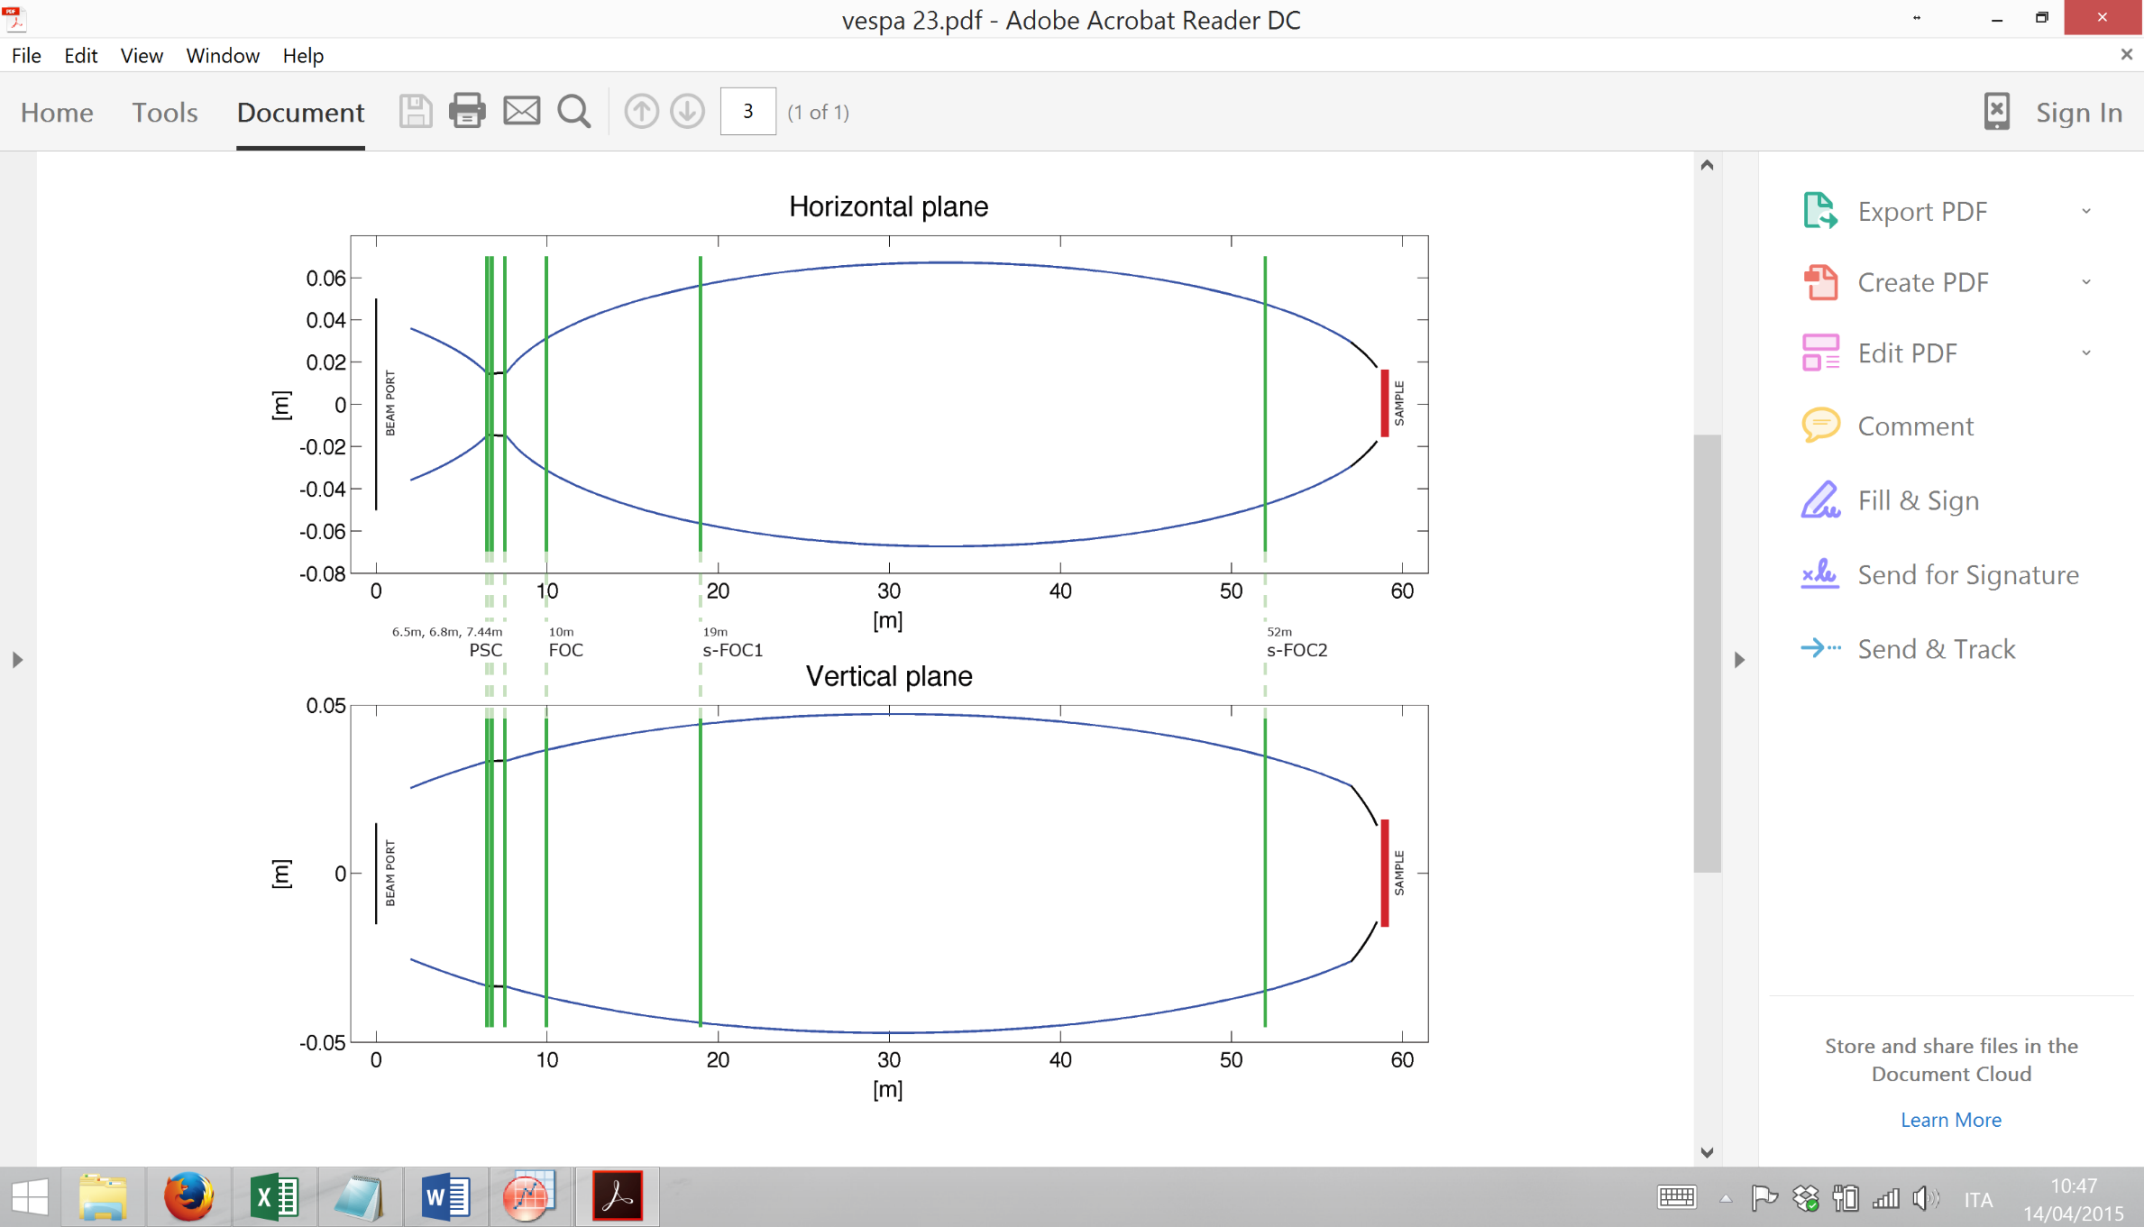 vespa 23.pdf - Adobe Acrobat Reader DC
File Edit View Window Help
Home Tools Document 3 (1 of 1) Sign In
Horizontal plane
0.06
0.04
0.02
0
-0.02
-0.04
-0.06
-0.08
[m]
BEAM PORT
SAMPLE
0 10 20 30 40 50 60
[m]
6.5m, 6.8m, 7.44m
PSC
10m
FOC
19m
s-FOC1
52m
s-FOC2
Vertical plane
0.05
0
-0.05
[m]
BEAM PORT
SAMPLE
0 10 20 30 40 50 60
[m]
Export PDF
Create PDF
Edit PDF
Comment
Fill & Sign
Send for Signature
Send & Track
Store and share files in the
Document Cloud
Learn More
ITA
10:47
14/04/2015